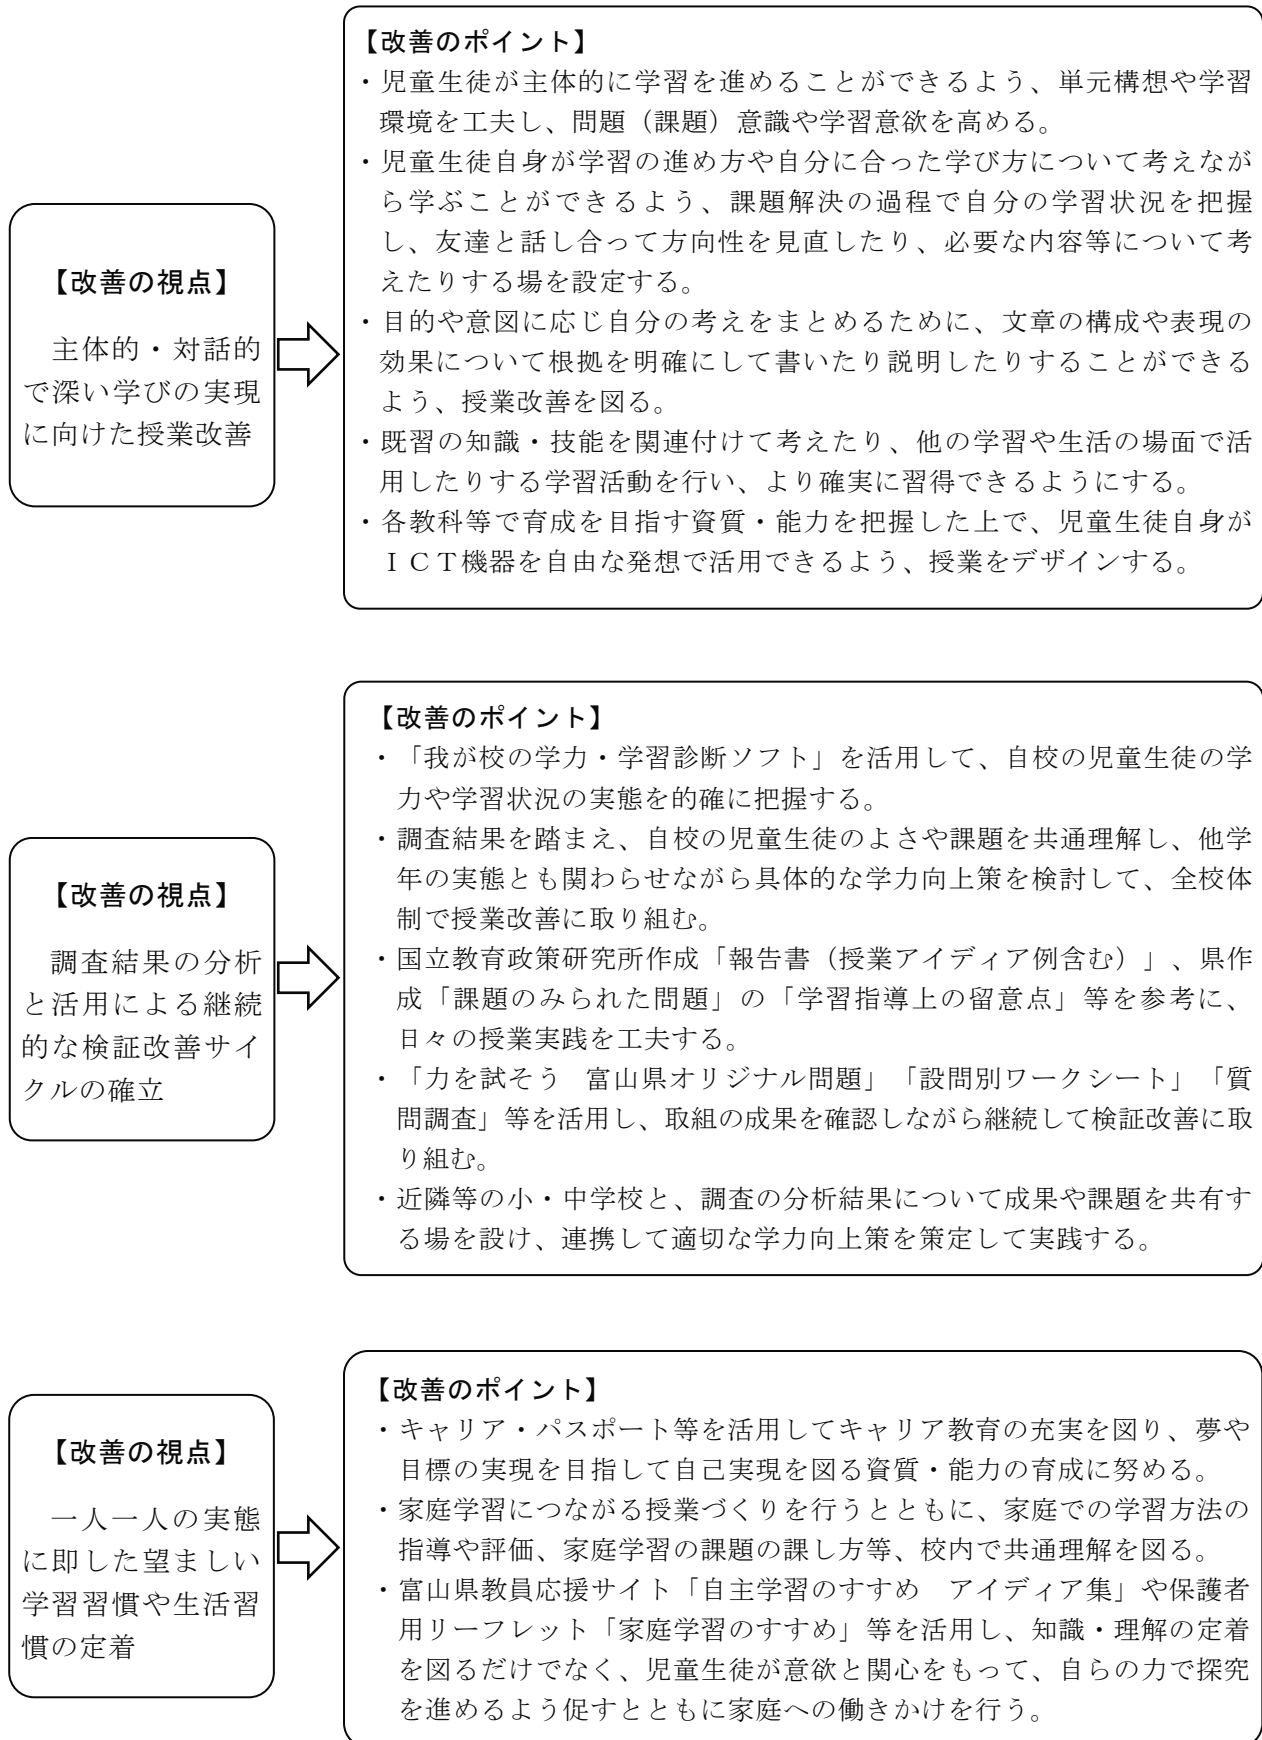 【改善の視点】
主体的・対話的
で深い学びの実現
に向けた授業改善
【改善のポイント】
・児童生徒が主体的に学習を進めることができるよう、単元構想や学習
環境を工夫し、問題（課題）意識や学習意欲を高める。
・児童生徒自身が学習の進め方や自分に合った学び方について考えなが
ら学ぶことができるよう、課題解決の過程で自分の学習状況を把握
し、友達と話し合って方向性を見直したり、必要な内容等について考
えたりする場を設定する。
・目的や意図に応じ自分の考えをまとめるために、文章の構成や表現の
効果について根拠を明確にして書いたり説明したりすることができる
よう、授業改善を図る。
・既習の知識・技能を関連付けて考えたり、他の学習や生活の場面で活
用したりする学習活動を行い、より確実に習得できるようにする。
・各教科等で育成を目指す資質・能力を把握した上で、児童生徒自身が
ＩＣＴ機器を自由な発想で活用できるよう、授業をデザインする。
【改善の視点】
調査結果の分析
と活用による継続
的な検証改善サイ
クルの確立
【改善のポイント】
・「我が校の学力・学習診断ソフト」を活用して、自校の児童生徒の学
力や学習状況の実態を的確に把握する。
・調査結果を踏まえ、自校の児童生徒のよさや課題を共通理解し、他学
年の実態とも関わらせながら具体的な学力向上策を検討して、全校体
制で授業改善に取り組む。
・国立教育政策研究所作成「報告書（授業アイディア例含む）」、県作
成「課題のみられた問題」の「学習指導上の留意点」等を参考に、
日々の授業実践を工夫する。
・「力を試そう　富山県オリジナル問題」「設問別ワークシート」「質
問調査」等を活用し、取組の成果を確認しながら継続して検証改善に取
り組む。
・近隣等の小・中学校と、調査の分析結果について成果や課題を共有す
る場を設け、連携して適切な学力向上策を策定して実践する。
【改善の視点】
一人一人の実態
に即した望ましい
学習習慣や生活習
慣の定着
【改善のポイント】
・キャリア・パスポート等を活用してキャリア教育の充実を図り、夢や
目標の実現を目指して自己実現を図る資質・能力の育成に努める。
・家庭学習につながる授業づくりを行うとともに、家庭での学習方法の
指導や評価、家庭学習の課題の課し方等、校内で共通理解を図る。
・富山県教員応援サイト「自主学習のすすめ　アイディア集」や保護者
用リーフレット「家庭学習のすすめ」等を活用し、知識・理解の定着
を図るだけでなく、児童生徒が意欲と関心をもって、自らの力で探究
を進めるよう促すとともに家庭への働きかけを行う。